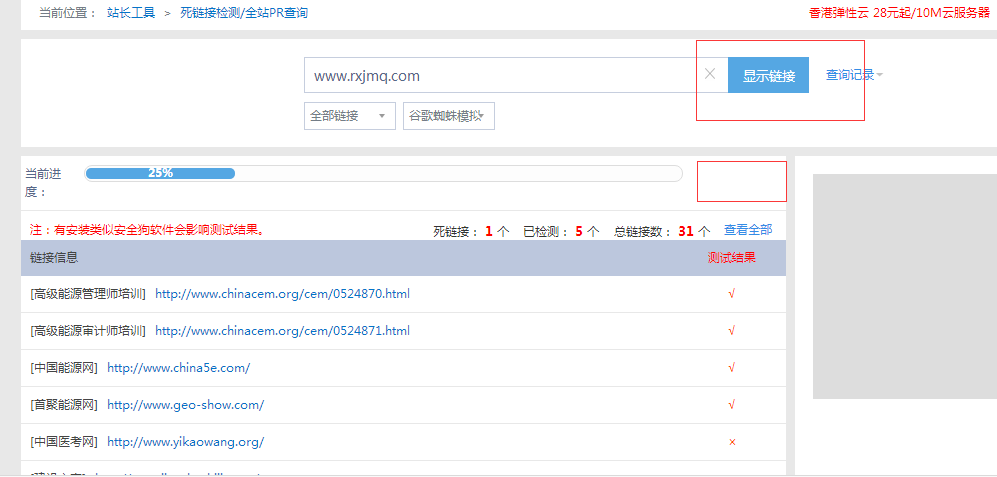 当前位置： 站长工具 > 死链接检测/全站PR查询 香港弹性云 28元起/10M云服务器
www.rxjmq.com × 显示链接 查询记录
全部链接 谷歌蜘蛛模拟
当前进度： 25%
注：有安装类似安全狗软件会影响测试结果。 死链接： 1 个 已检测： 5 个 总链接数： 31 个 查看全部
链接信息 测试结果
[高级能源管理师培训] http://www.chinacem.org/cem/0524870.html √
[高级能源审计师培训] http://www.chinacem.org/cem/0524871.html √
[中国能源网] http://www.china5e.com/ √
[首聚能源网] http://www.geo-show.com/ √
[中国医考网] http://www.yikaowang.org/ ×